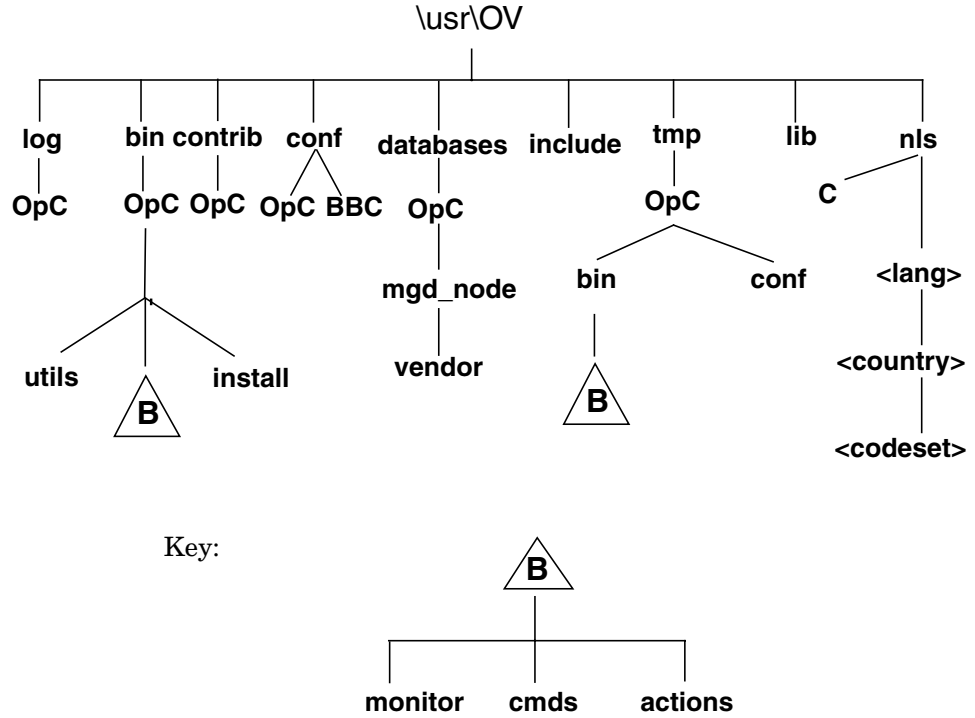 \usr\OV
log bin contrib conf databases include tmp lib nls
OpC OpC OpC OpC BBC OpC OpC C
mgd_node bin conf <lang>
utils B install vendor B <country>
<codeset>
Key:
B
monitor cmds actions